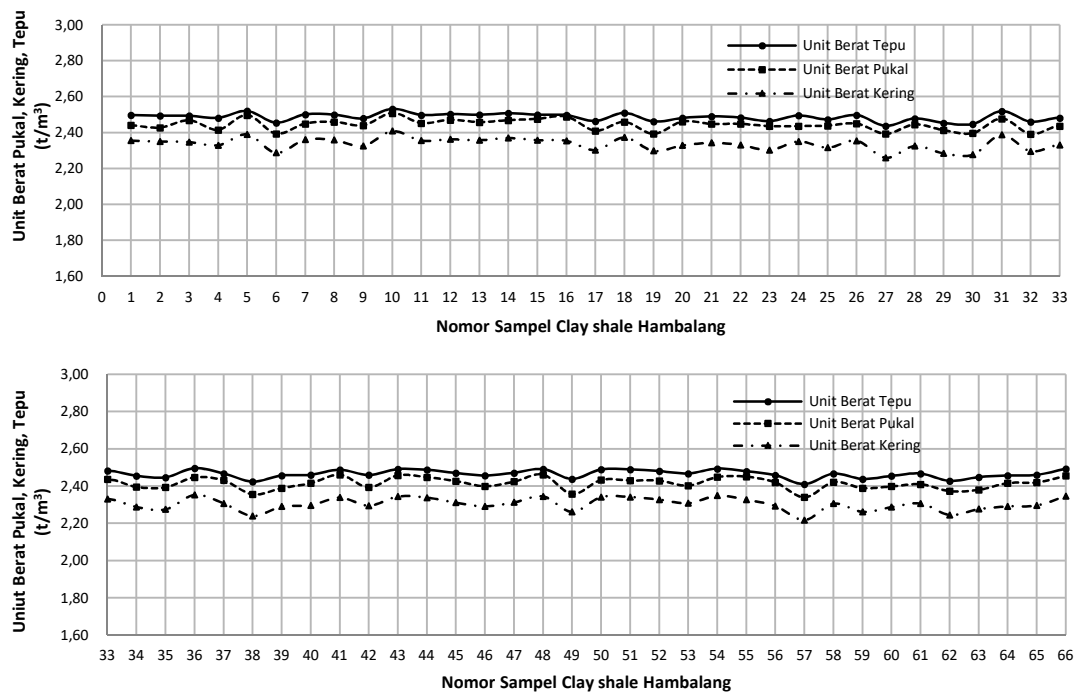 Unit Berat Pukal, Kering, Tepu
(t/m³)
3,00
2,80
2,60
2,40
2,20
2,00
1,80
1,60
Unit Berat Tepu
Unit Berat Pukal
Unit Berat Kering
0 1 2 3 4 5 6 7 8 9 10 11 12 13 14 15 16 17 18 19 20 21 22 23 24 25 26 27 28 29 30 31 32 33
Nomor Sampel Clay shale Hambalang
Uniut Berat Pukal, Kering, Tepu
(t/m³)
3,00
2,80
2,60
2,40
2,20
2,00
1,80
1,60
Unit Berat Tepu
Unit Berat Pukal
Unit Berat Kering
33 34 35 36 37 38 39 40 41 42 43 44 45 46 47 48 49 50 51 52 53 54 55 56 57 58 59 60 61 62 63 64 65 66
Nomor Sampel Clay shale Hambalang